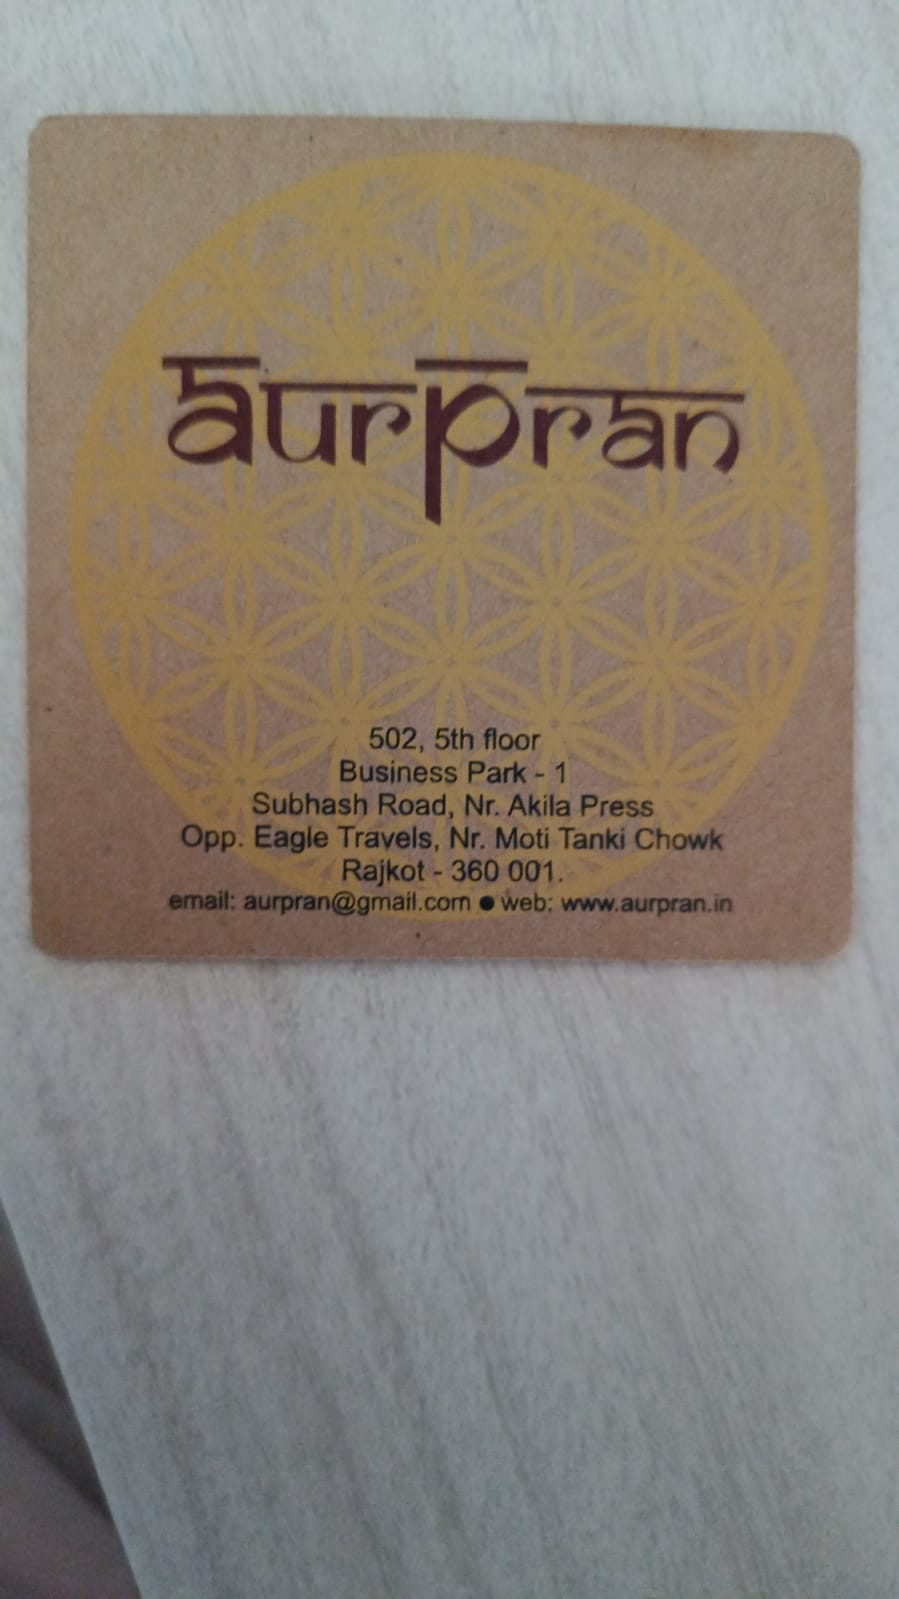 aurpran
502, 5th floor
Business Park - 1
Subhash Road, Nr. Akila Press
Opp. Eagle Travels, Nr. Moti Tanki Chowk
Rajkot - 360 001.
email: aurpran@gmail.com ● web: www.aurpran.in